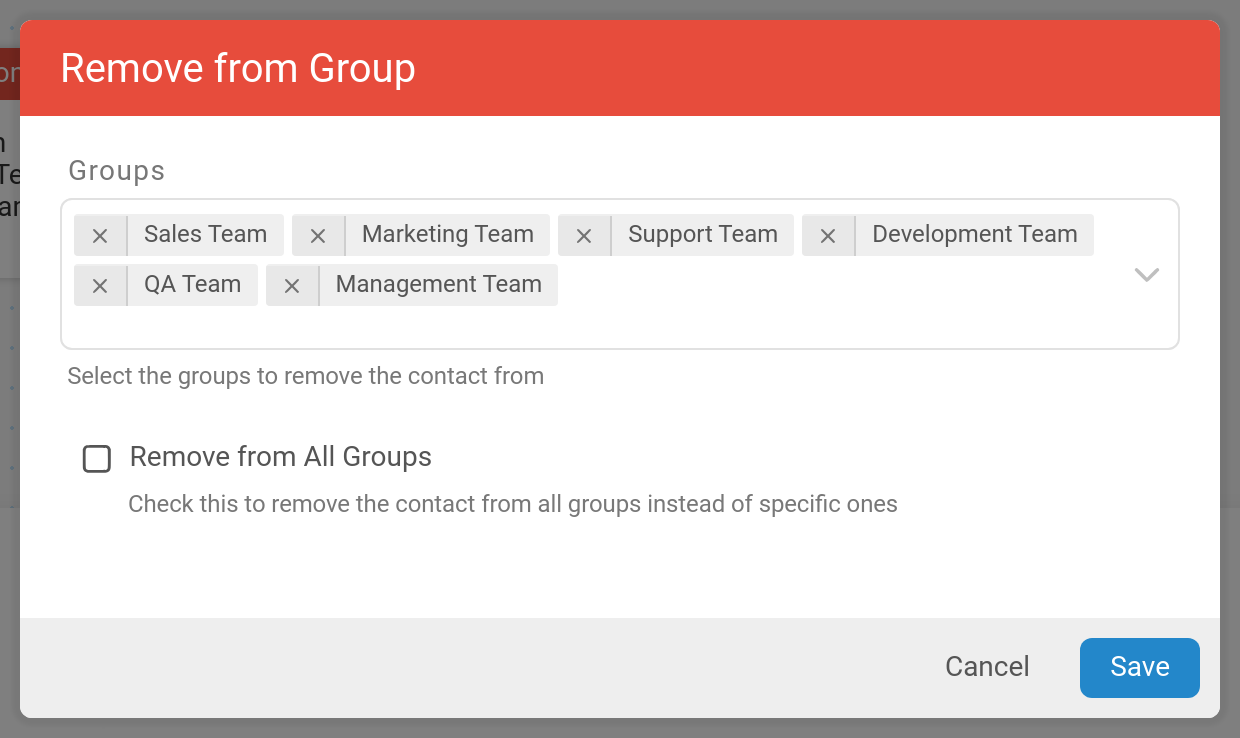 Remove from Group
Groups
Sales Team Marketing Team Support Team Development Team
QA Team Management Team
Select the groups to remove the contact from
Remove from All Groups
Check this to remove the contact from all groups instead of specific ones
Cancel Save